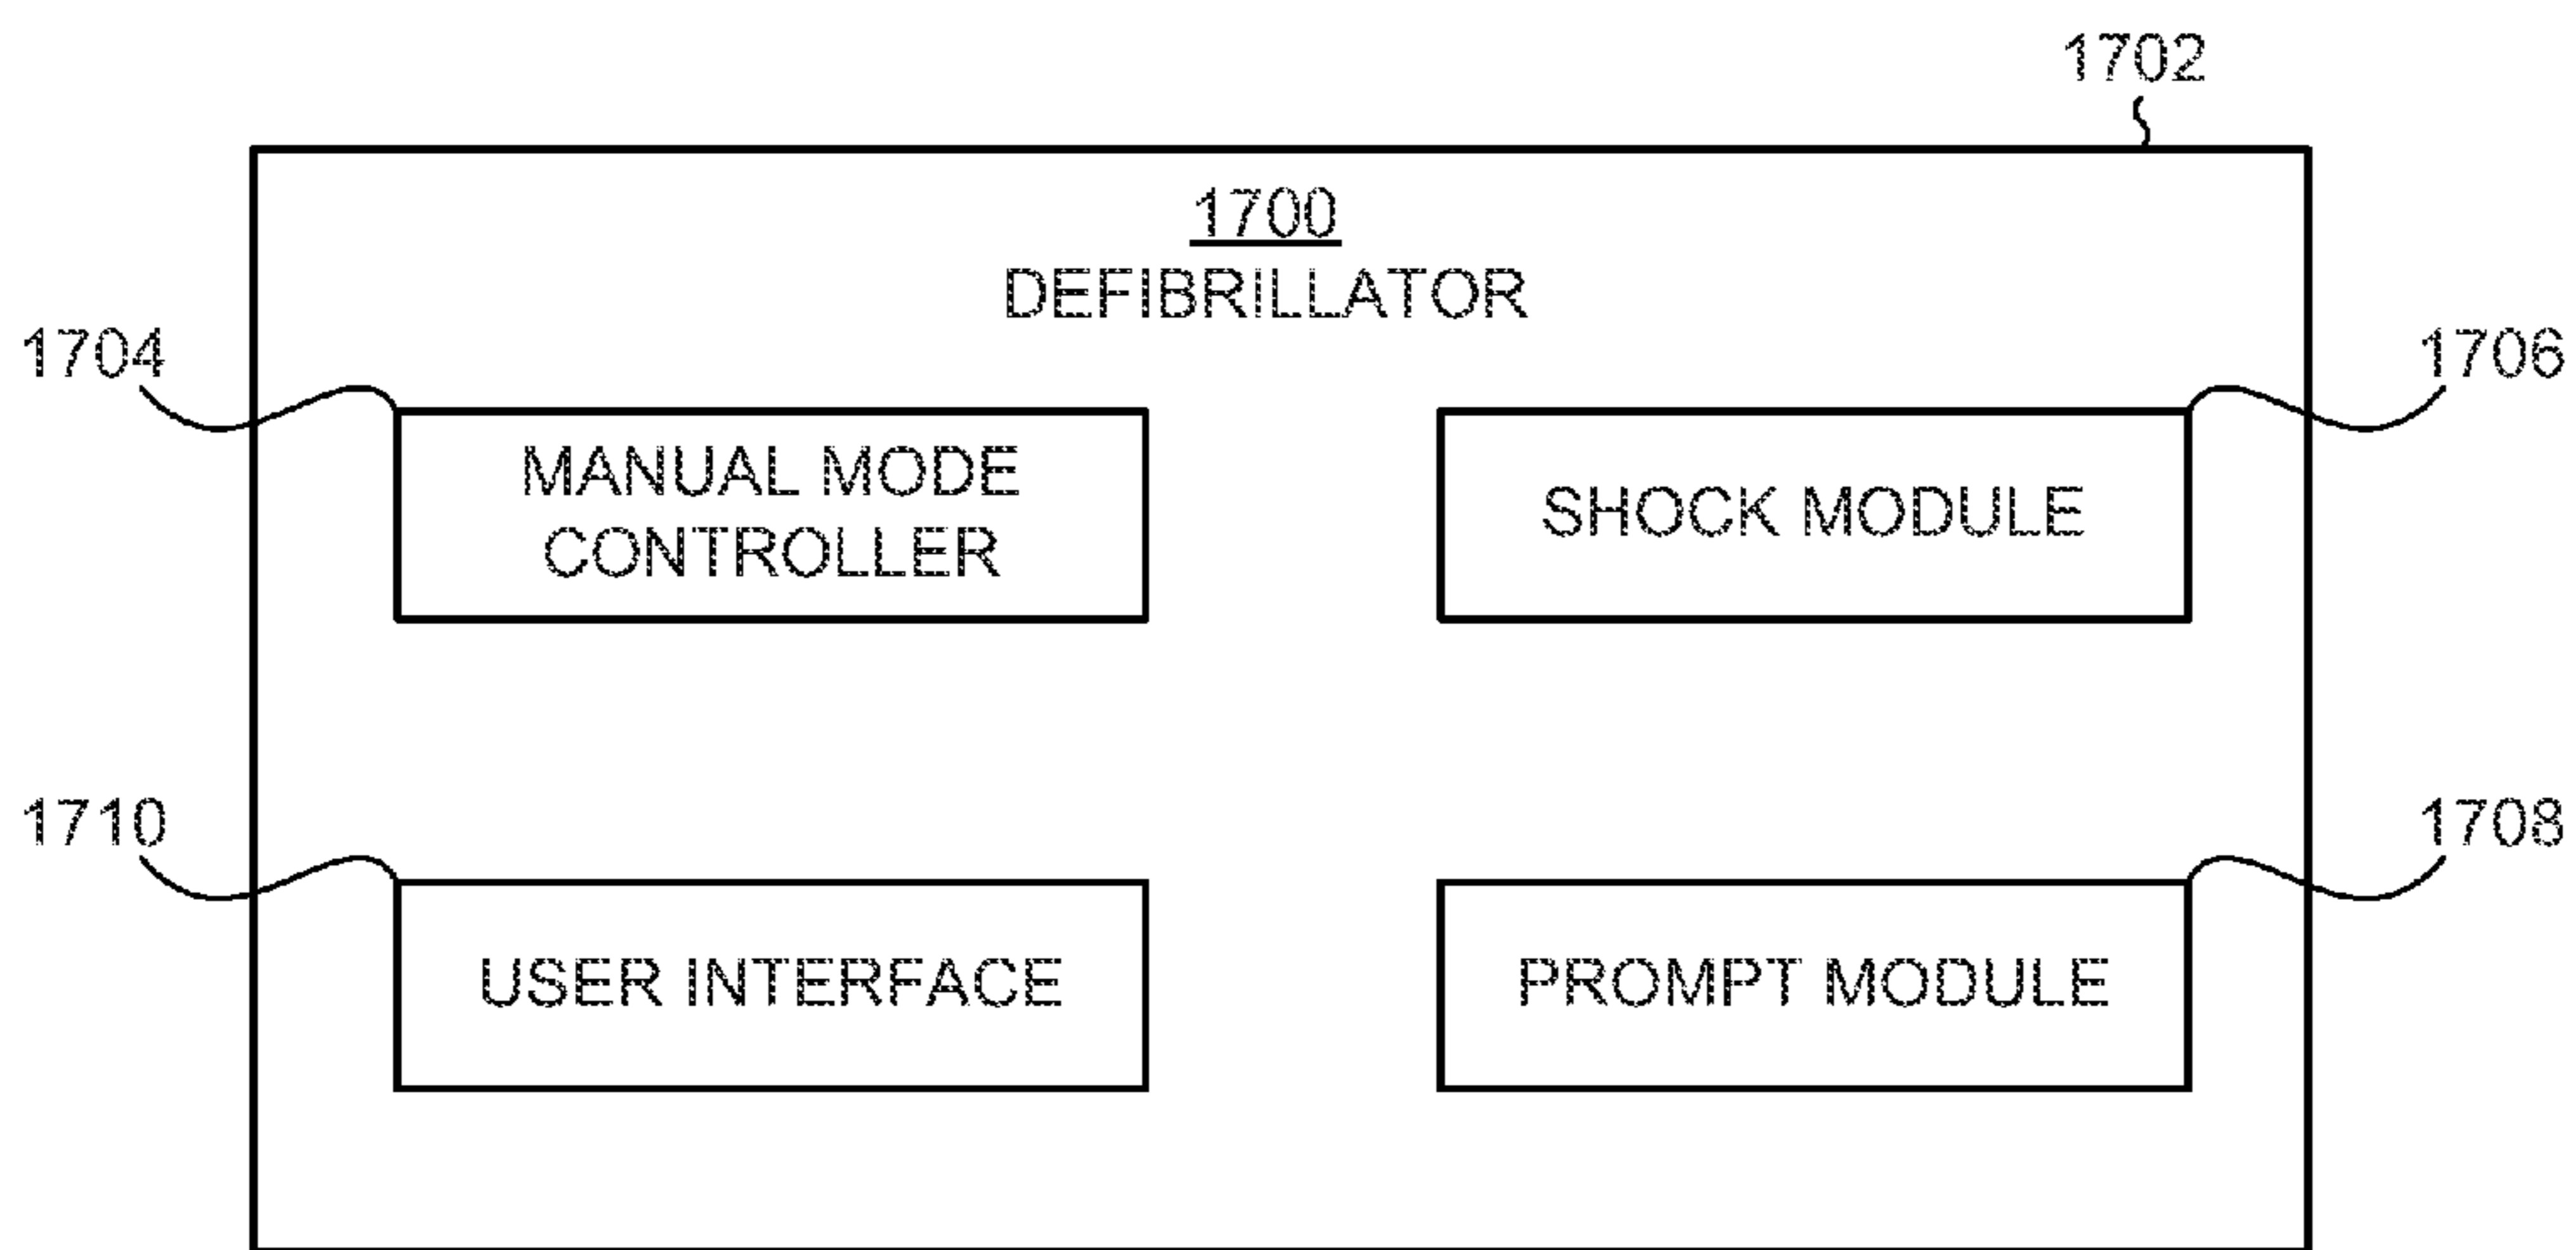 1702
1700
DEFIBRILLATOR
1704
1706
MANUAL MODE
CONTROLLER
SHOCK MODULE
1710
1708
USER INTERFACE
PROMPT MODULE